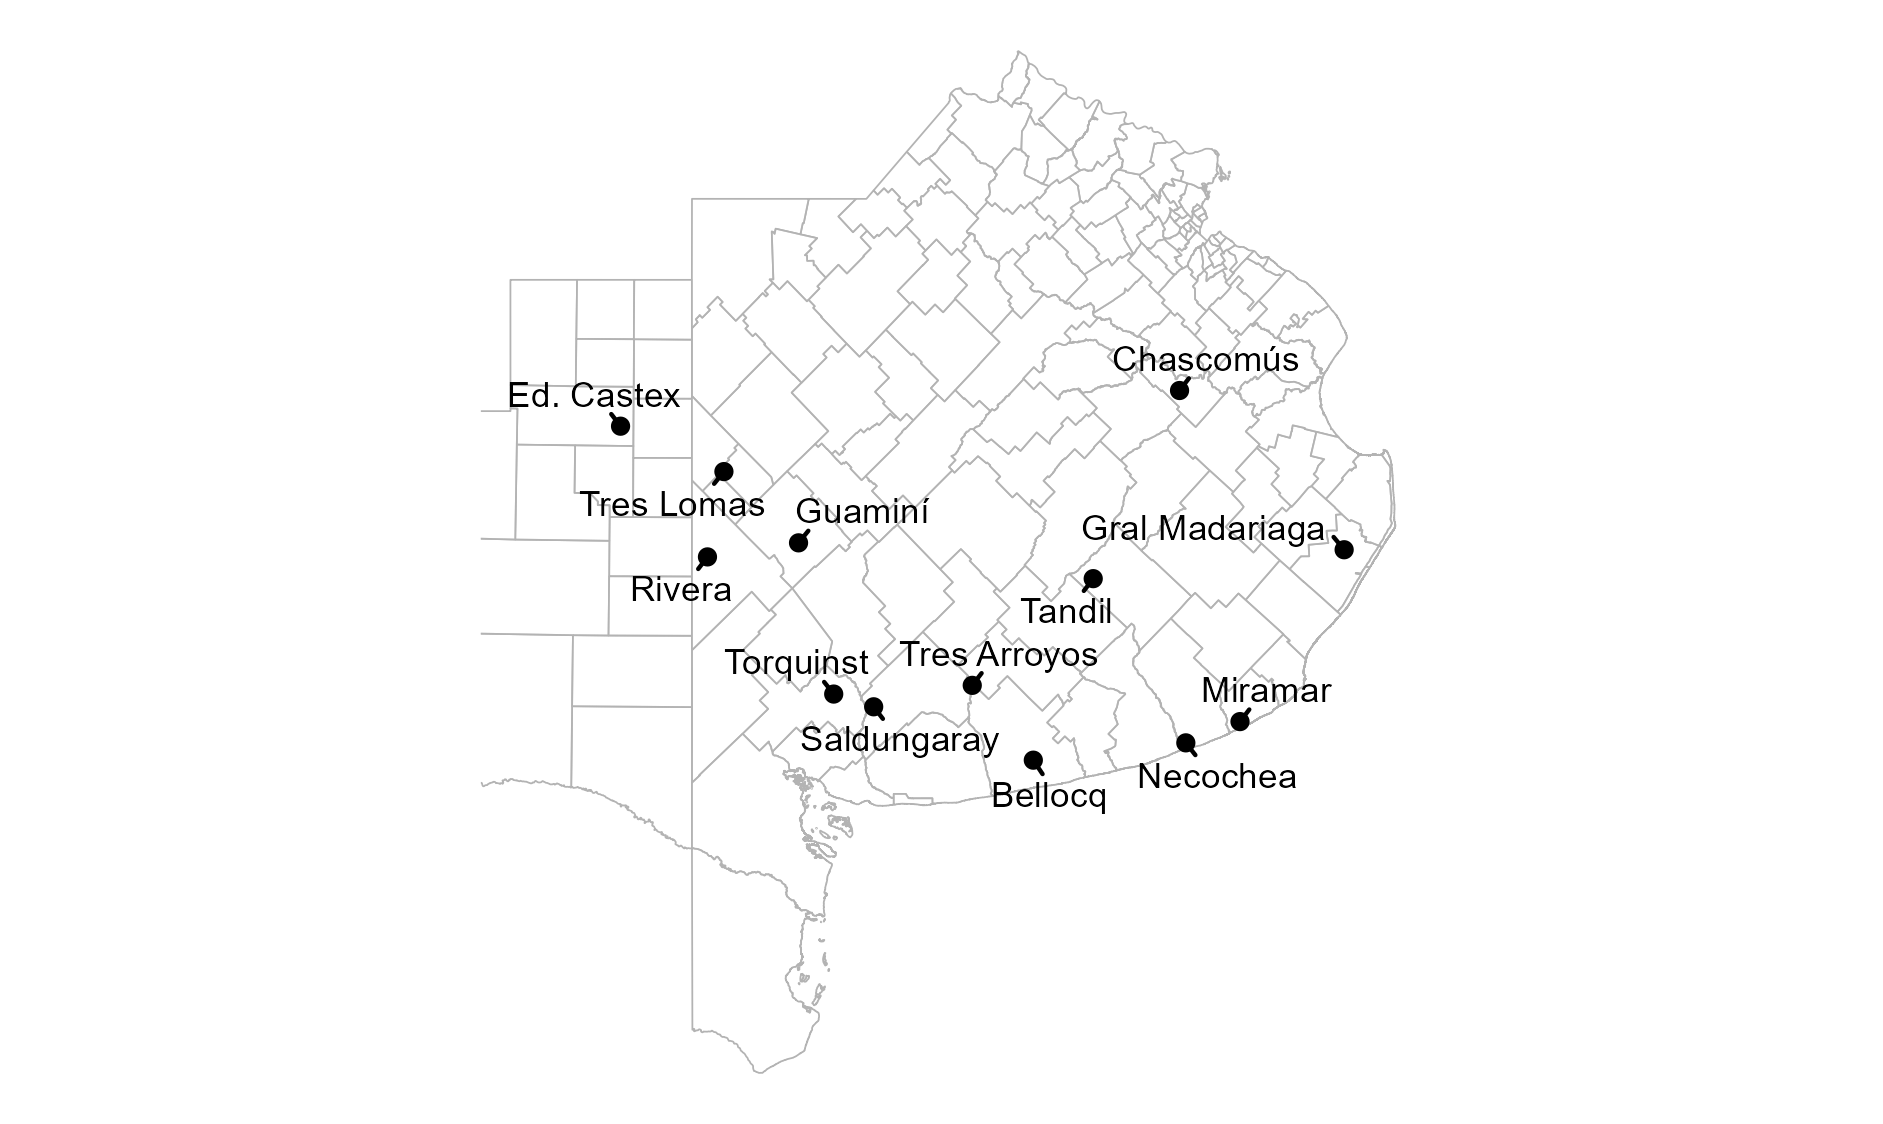 Chascomús
Ed. Castex
Tres Lomas
Guaminí
Gral Madariaga
Rivera
Tandil
Tres Arroyos
Torquinst
Miramar
Saldungaray
Necochea
Bellocq